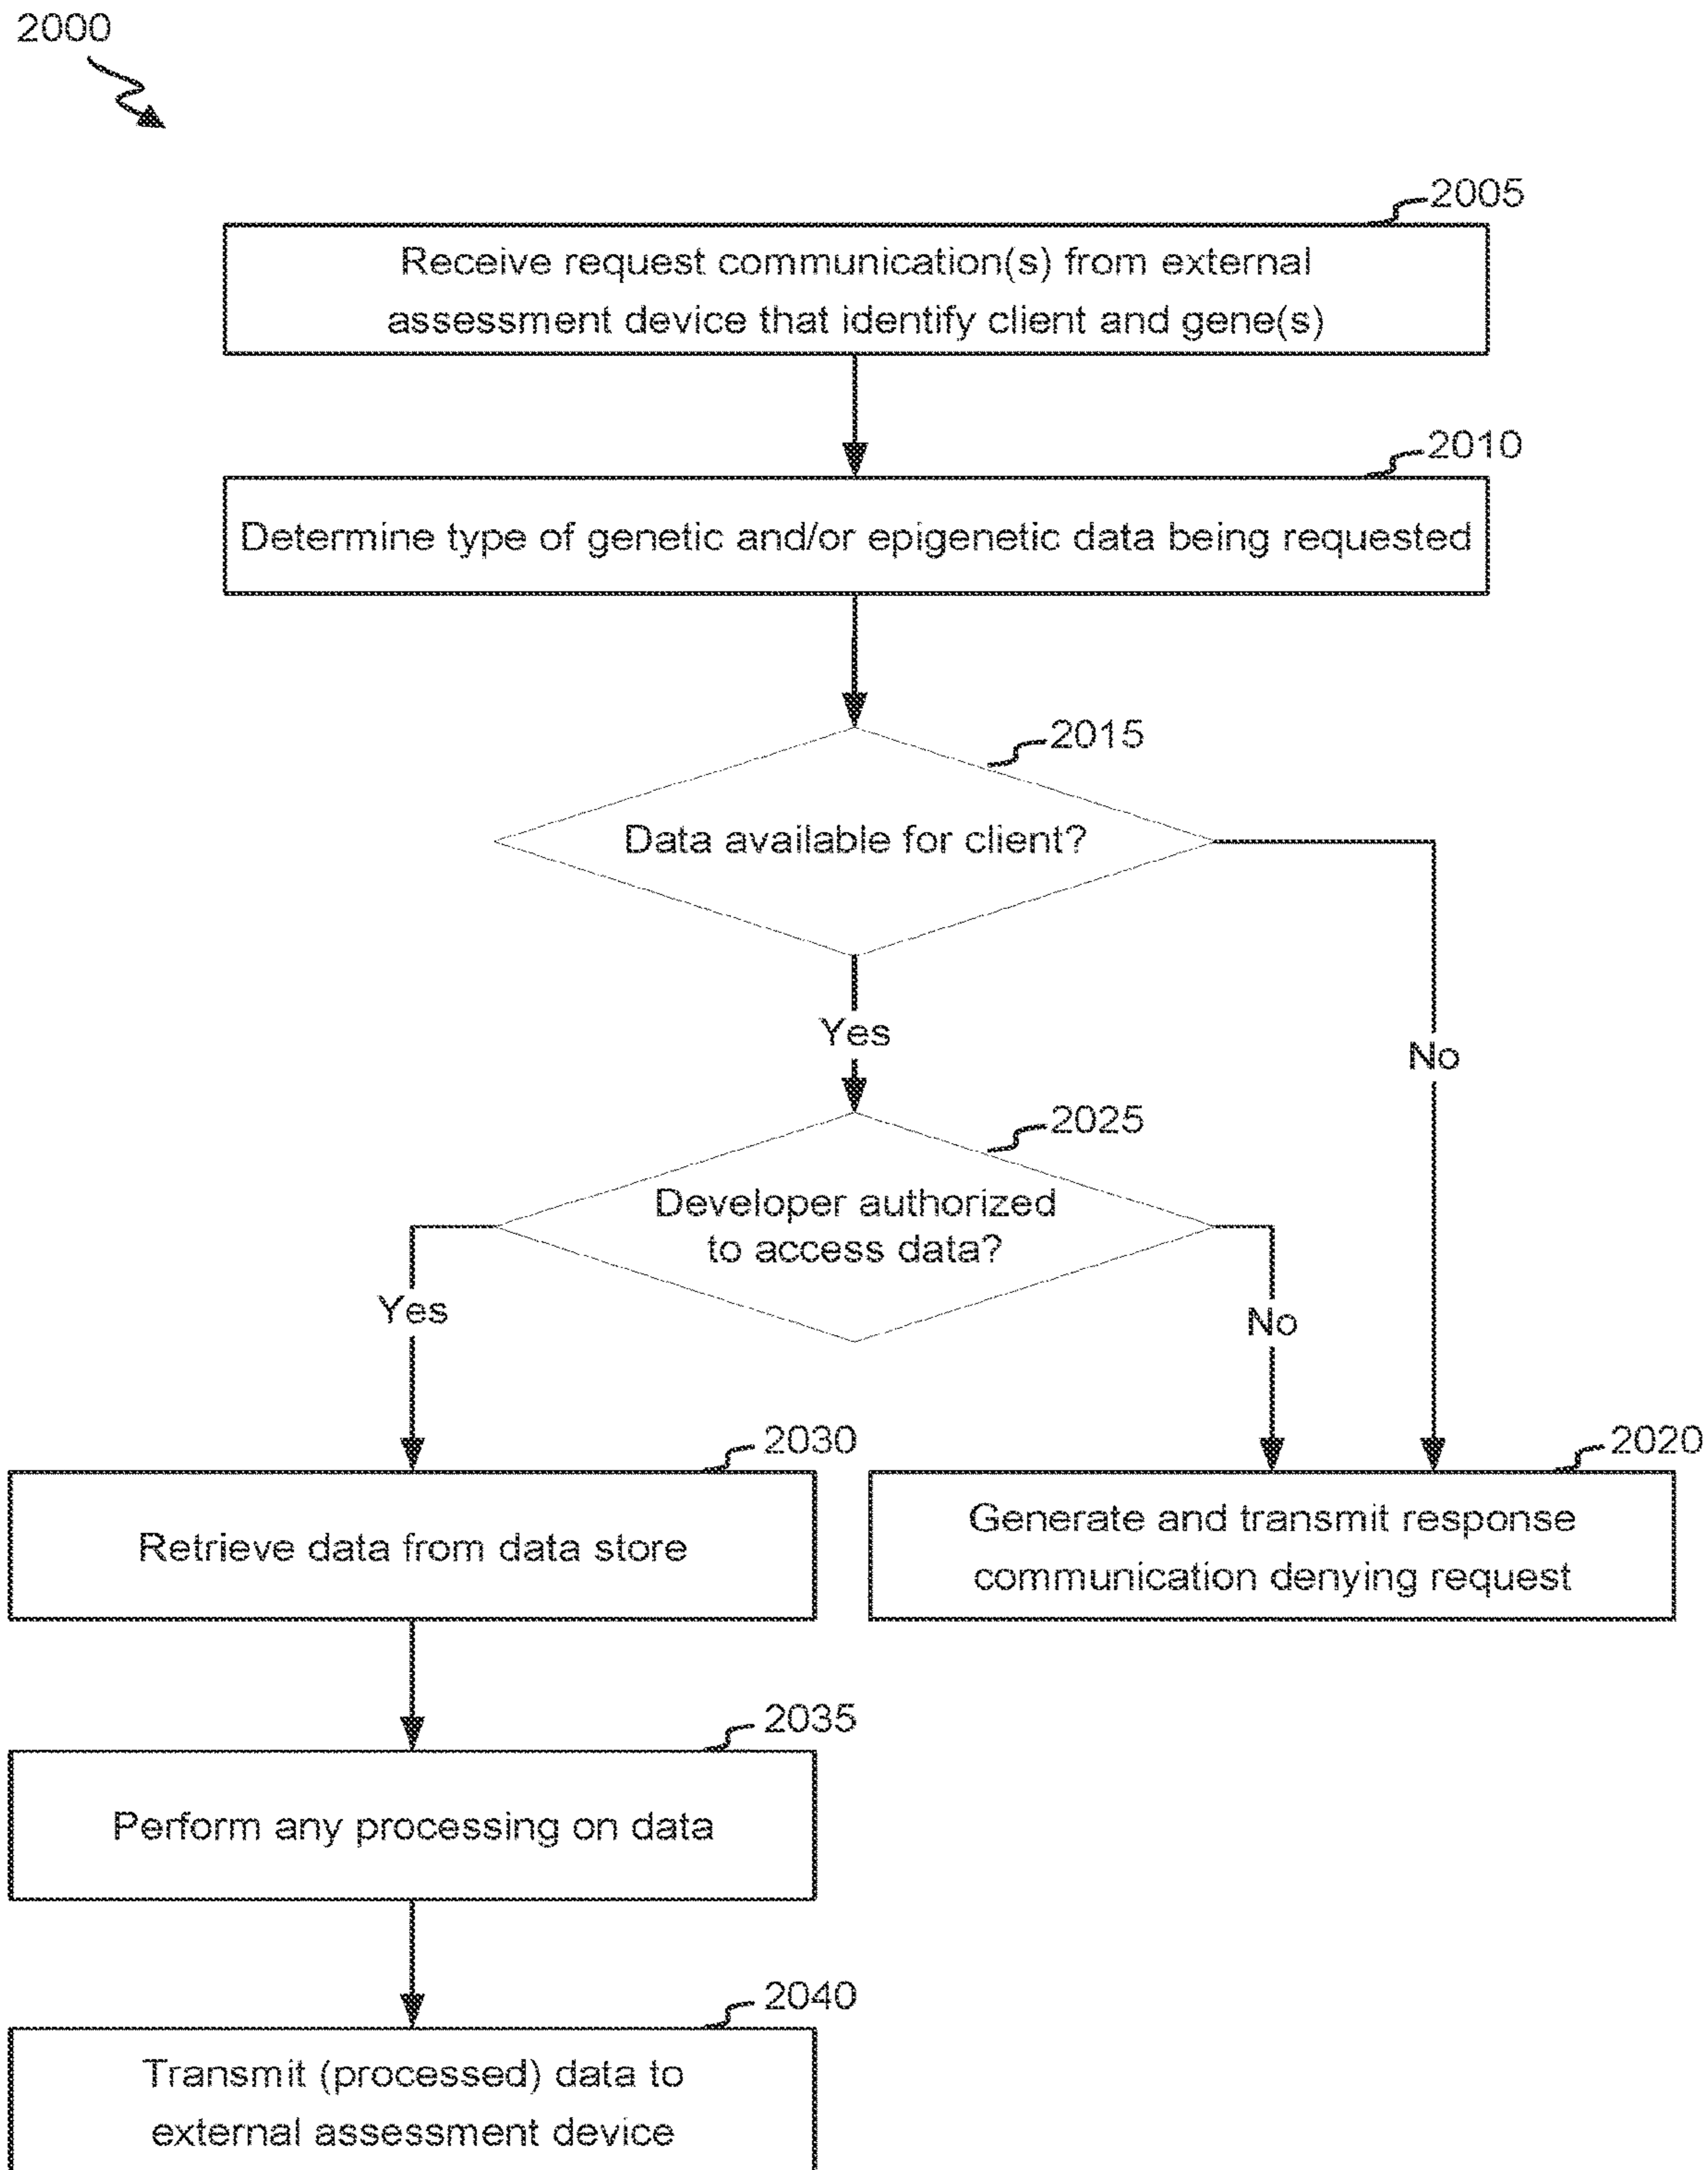 2000
2005
Receive request communication(s) from external
assessment device that identify client and gene(s)
2010
Determine type of genetic and/or epigenetic data being requested
2015
Data available for client?
Yes
No
2025
Developer authorized
to access data?
Yes
No
2030
Retrieve data from data store
2020
Generate and transmit response
communication denying request
2035
Perform any processing on data
2040
Transmit (processed) data to
external assessment device